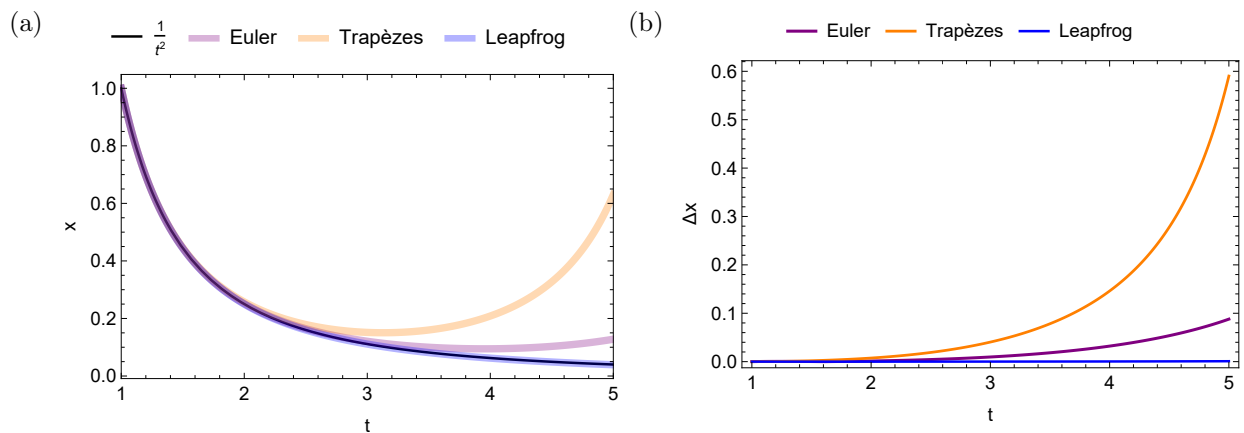 (a)
1/t² Euler Trapèzes Leapfrog
1.0
0.8
0.6
0.4
0.2
0.0
x
1 2 3 4 5
t
(b)
Euler Trapèzes Leapfrog
0.6
0.5
0.4
0.3
0.2
0.1
0.0
Δx
1 2 3 4 5
t